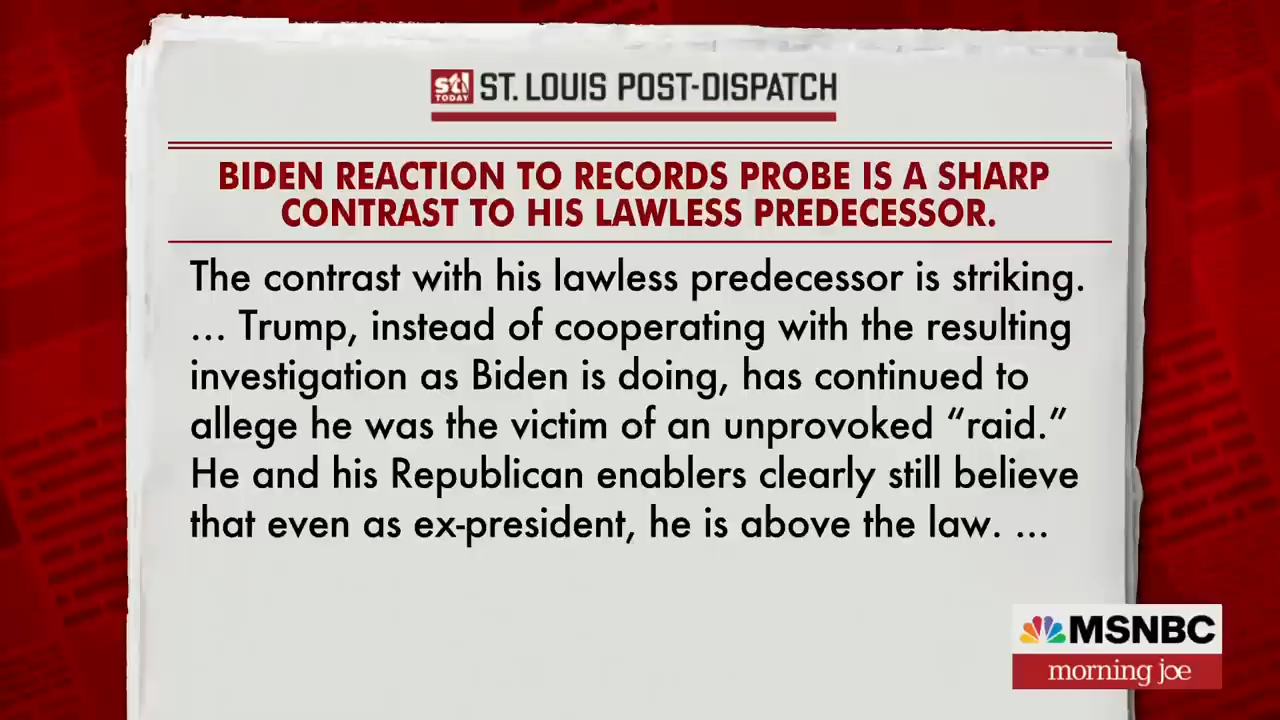 stl TODAY ST. LOUIS POST-DISPATCH
BIDEN REACTION TO RECORDS PROBE IS A SHARP
CONTRAST TO HIS LAWLESS PREDECESSOR.
The contrast with his lawless predecessor is striking.
... Trump, instead of cooperating with the resulting
investigation as Biden is doing, has continued to
allege he was the victim of an unprovoked “raid.”
He and his Republican enablers clearly still believe
that even as ex-president, he is above the law. ...
MSNBC
morning joe